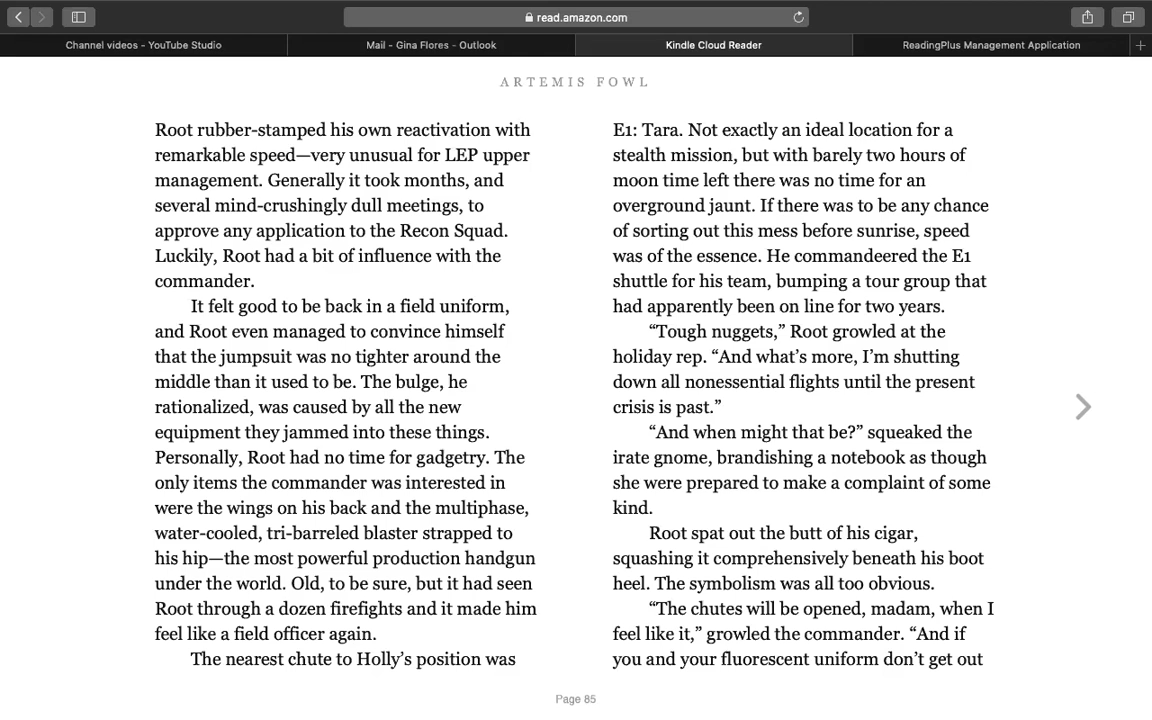 read.amazon.com
Channel videos - YouTube Studio
Mail - Gina Flores - Outlook
Kindle Cloud Reader
ReadingPlus Management Application
ARTEMIS FOWL
Root rubber-stamped his own reactivation with
remarkable speed—very unusual for LEP upper
management. Generally it took months, and
several mind-crushingly dull meetings, to
approve any application to the Recon Squad.
Luckily, Root had a bit of influence with the
commander.
It felt good to be back in a field uniform,
and Root even managed to convince himself
that the jumpsuit was no tighter around the
middle than it used to be. The bulge, he
rationalized, was caused by all the new
equipment they jammed into these things.
Personally, Root had no time for gadgetry. The
only items the commander was interested in
were the wings on his back and the multiphase,
water-cooled, tri-barreled blaster strapped to
his hip—the most powerful production handgun
under the world. Old, to be sure, but it had seen
Root through a dozen firefights and it made him
feel like a field officer again.
The nearest chute to Holly’s position was
E1: Tara. Not exactly an ideal location for a
stealth mission, but with barely two hours of
moon time left there was no time for an
overground jaunt. If there was to be any chance
of sorting out this mess before sunrise, speed
was of the essence. He commandeered the E1
shuttle for his team, bumping a tour group that
had apparently been on line for two years.
“Tough nuggets,” Root growled at the
holiday rep. “And what’s more, I’m shutting
down all nonessential flights until the present
crisis is past.”
“And when might that be?” squeaked the
irate gnome, brandishing a notebook as though
she were prepared to make a complaint of some
kind.
Root spat out the butt of his cigar,
squashing it comprehensively beneath his boot
heel. The symbolism was all too obvious.
“The chutes will be opened, madam, when I
feel like it,” growled the commander. “And if
you and your fluorescent uniform don’t get out
Page 85